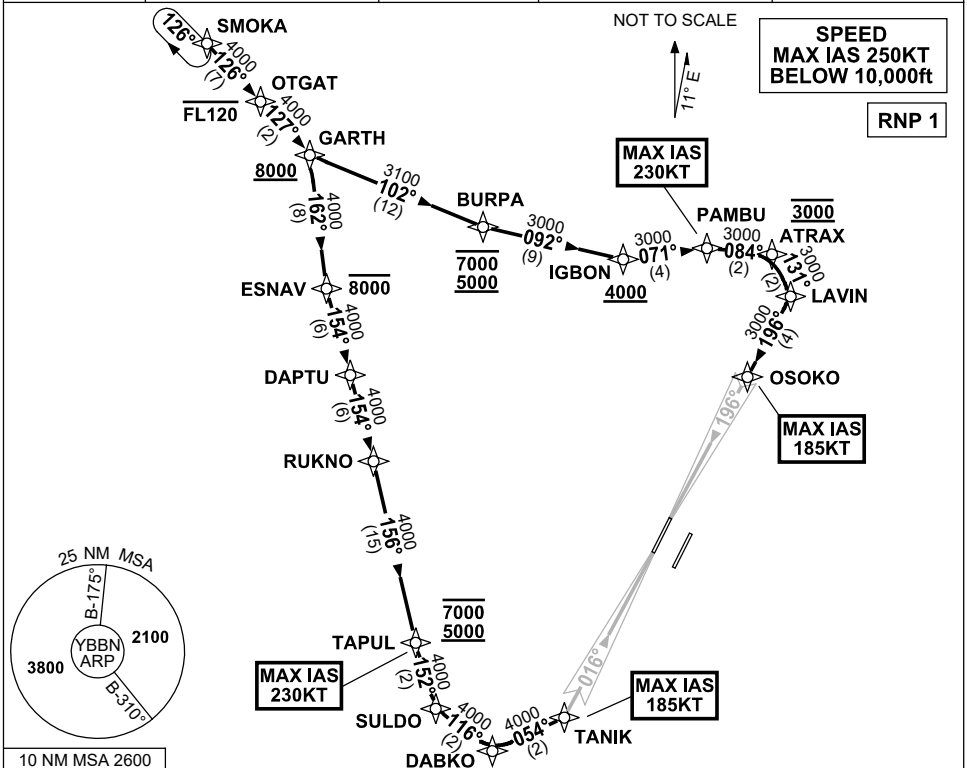 NOT TO SCALE
11° E
SPEED
MAX IAS 250KT
BELOW 10,000ft
RNP 1
126°
SMOKA
4000
126°
(7)
OTGAT
FL120
4000
127°
(2)
GARTH
8000
3100
102°
(12)
BURPA
7000
5000
3000
092°
(9)
IGBON
4000
3000
071°
(4)
MAX IAS
230KT
PAMBU
3000
084°
(2)
3000
ATRAX
3000
131°
(2)
LAVIN
3000
196°
(4)
OSOKO
MAX IAS
185KT
196°
4000
162°
(8)
ESNAV
8000
4000
154°
(6)
DAPTU
4000
154°
(6)
RUKNO
4000
156°
(15)
TAPUL
7000
5000
MAX IAS
230KT
4000
152°
(2)
SULDO
4000
116°
(2)
DABKO
4000
054°
(2)
TANIK
MAX IAS
185KT
016°
25 NM MSA
B-175°
YBBN
ARP
2100
3800
B-310°
10 NM MSA 2600